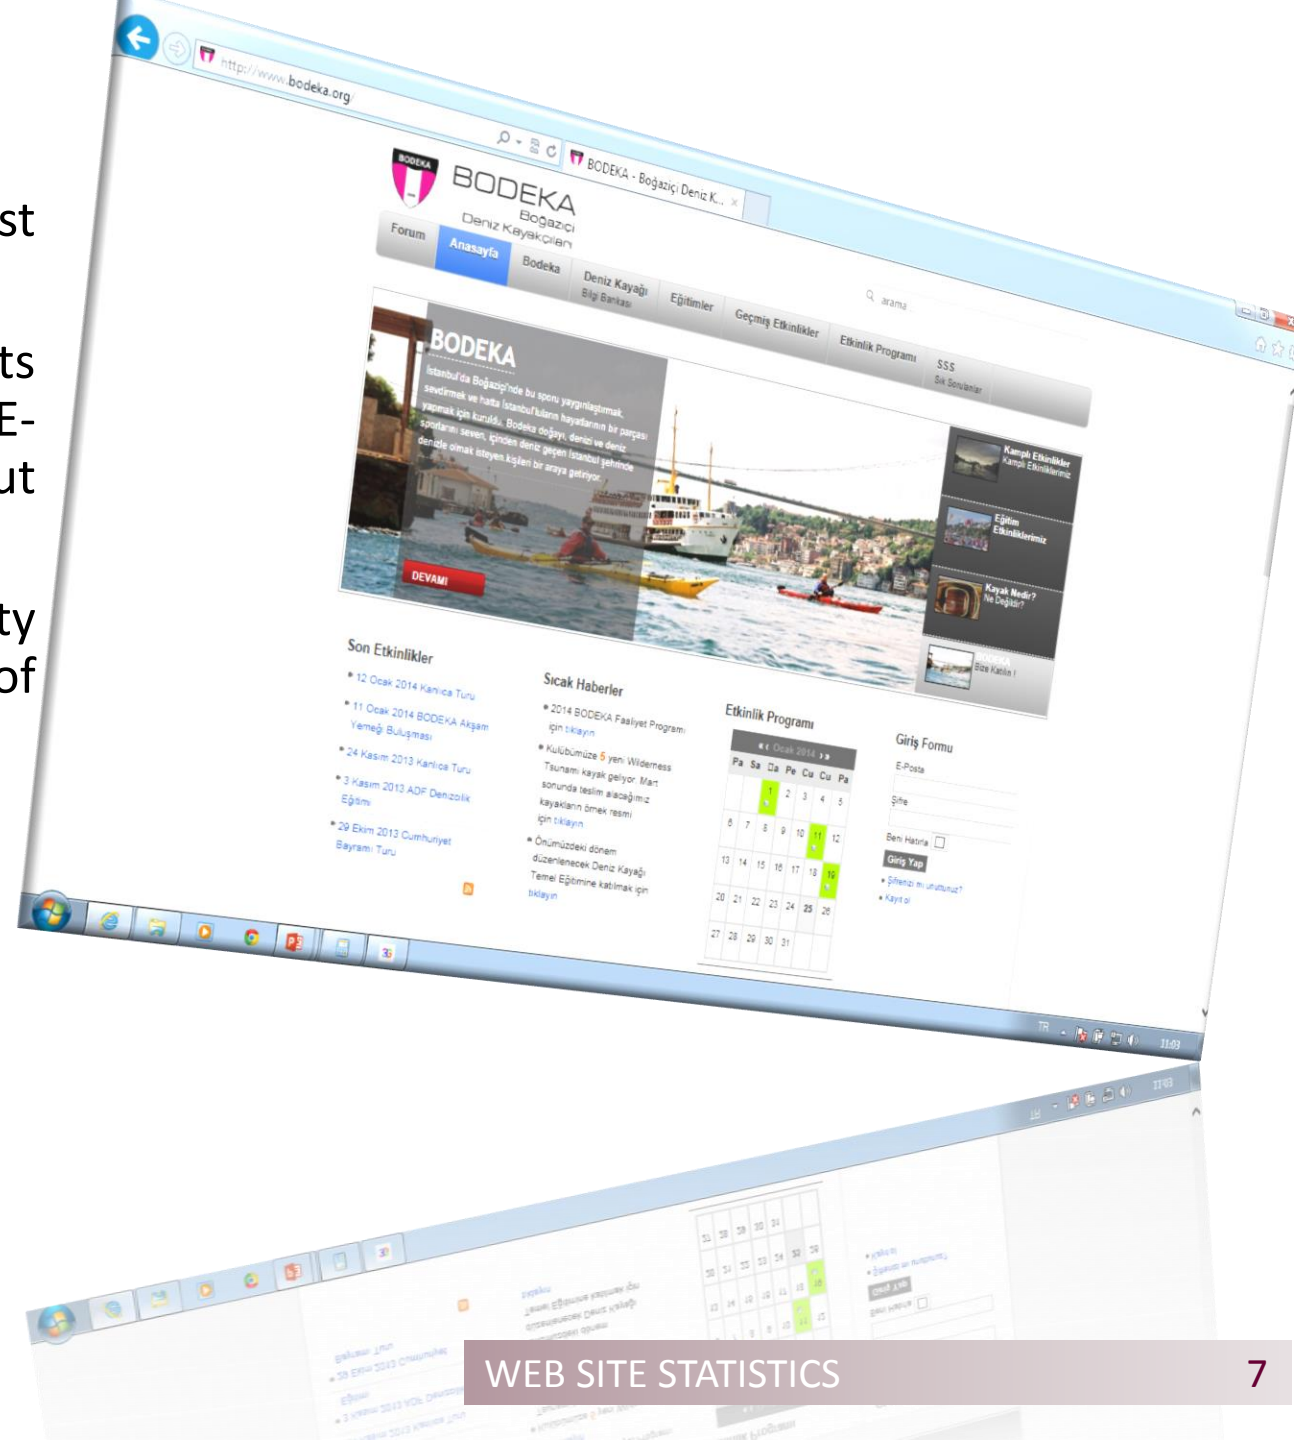 st
ts
E-
ut
ty
of
http://www.bodeka.org/
BODEKA - Boğaziçi Deniz K...
BODEKA
BODEKA
Boğaziçi
Deniz Kayakçıları
arama
Forum
Anasayfa
Bodeka
Deniz Kayağı
Bilgi Bankası
Eğitimler
Geçmiş Etkinlikler
Etkinlik Programı
SSS
Sık Sorulanlar
BODEKA
İstanbul'da Boğaziçi'nde bu sporu yaygınlaştırmak,
sevdirmek ve hatta İstanbul'luların hayatlarının bir parçası
yapmak için kuruldu. Bodeka doğayı, denizi ve deniz
sporlarını seven, içinden deniz geçen İstanbul şehrinde
denizle olmak isteyen kişileri bir araya getiriyor.
DEVAMI
Kamplı Etkinlikler
Kamplı Etkinliklerimiz
Eğitim
Etkinliklerimiz
Kayak Nedir?
Ne Değildir?
BODEKA
Bize Katılın !
Son Etkinlikler
12 Ocak 2014 Kanlıca Turu
11 Ocak 2014 BODEKA Akşam
Yemeği Buluşması
24 Kasım 2013 Kanlıca Turu
3 Kasım 2013 ADF Denizcilik
Eğitimi
29 Ekim 2013 Cumhuriyet
Bayramı Turu
Sıcak Haberler
2014 BODEKA Faaliyet Programı
için tıklayın
Kulübümüze 5 yeni Wilderness
Tsunami kayak geliyor. Mart
sonunda teslim alacağımız
kayakların örnek resmi
için tıklayın
Önümüzdeki dönem
düzenlenecek Deniz Kayağı
Temel Eğitimine katılmak için
tıklayın
Etkinlik Programı
«‹ Ocak 2014 ›»
Pa Sa Ça Pe Cu Cu Pa
1 2 3 4 5
6 7 8 9 10 11 12
13 14 15 16 17 18 19
20 21 22 23 24 25 26
27 28 29 30 31
Giriş Formu
E-Posta
Şifre
Beni Hatırla
Giriş Yap
Şifrenizi mi unuttunuz?
Kayıt ol
TR
11:03
WEB SITE STATISTICS
7